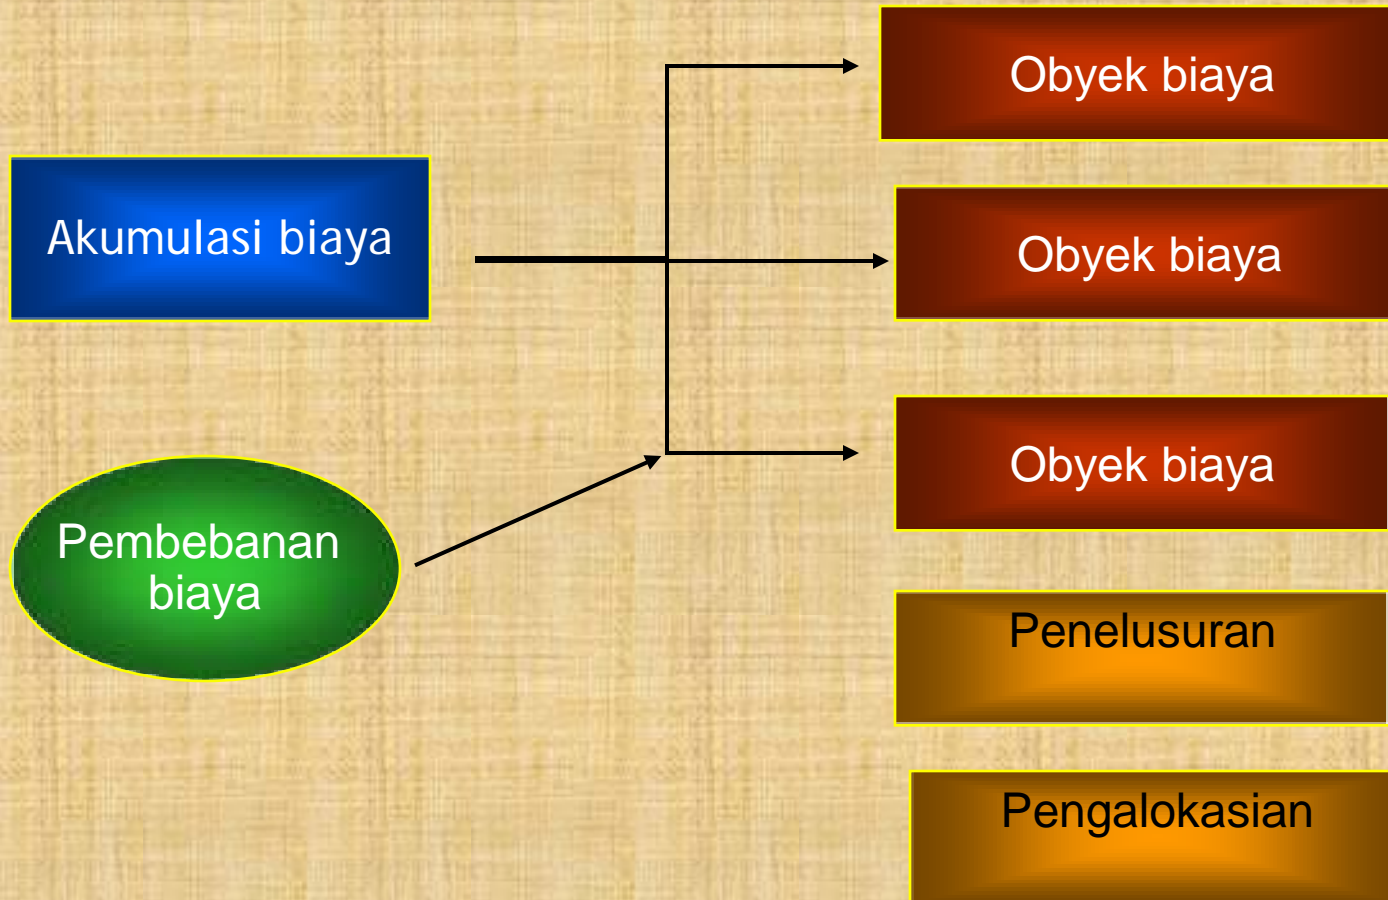 Obyek biaya
Akumulasi biaya
Obyek biaya
Obyek biaya
Pembebanan
biaya
Penelusuran
Pengalokasian